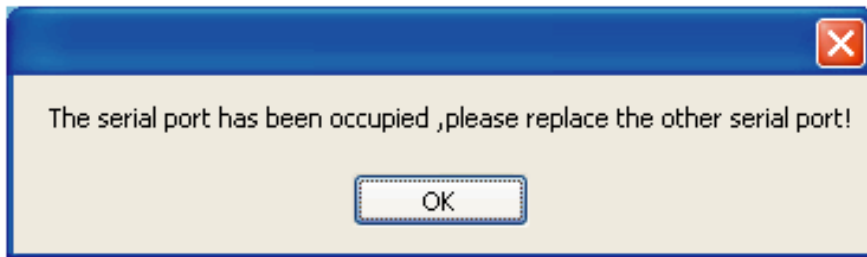 The serial port has been occupied ,please replace the other serial port!
OK